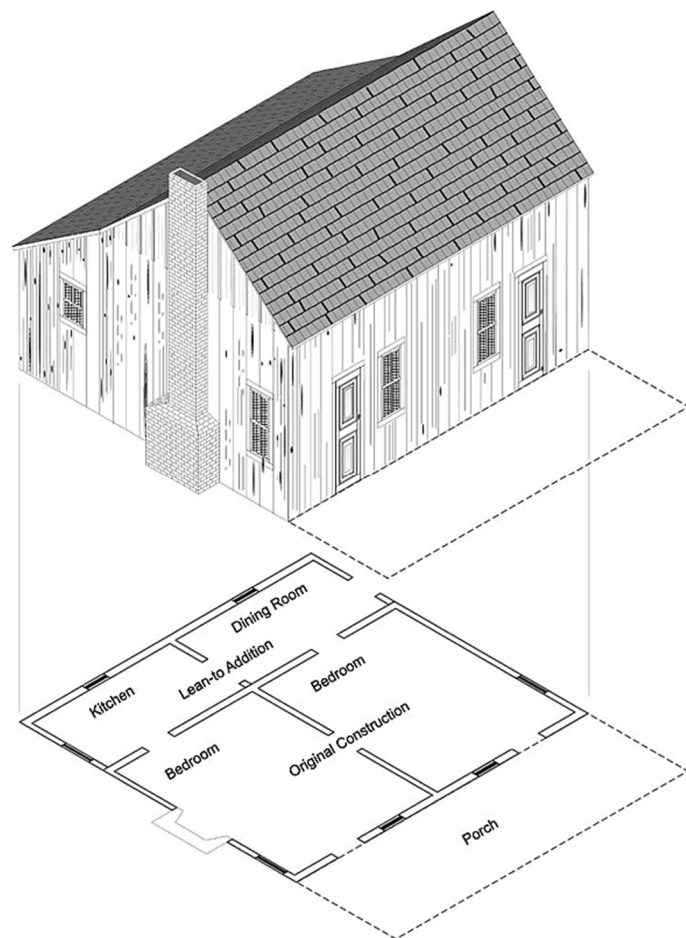 Dining Room
Lean-to Addition
Kitchen
Bedroom
Original Construction
Bedroom
Porch